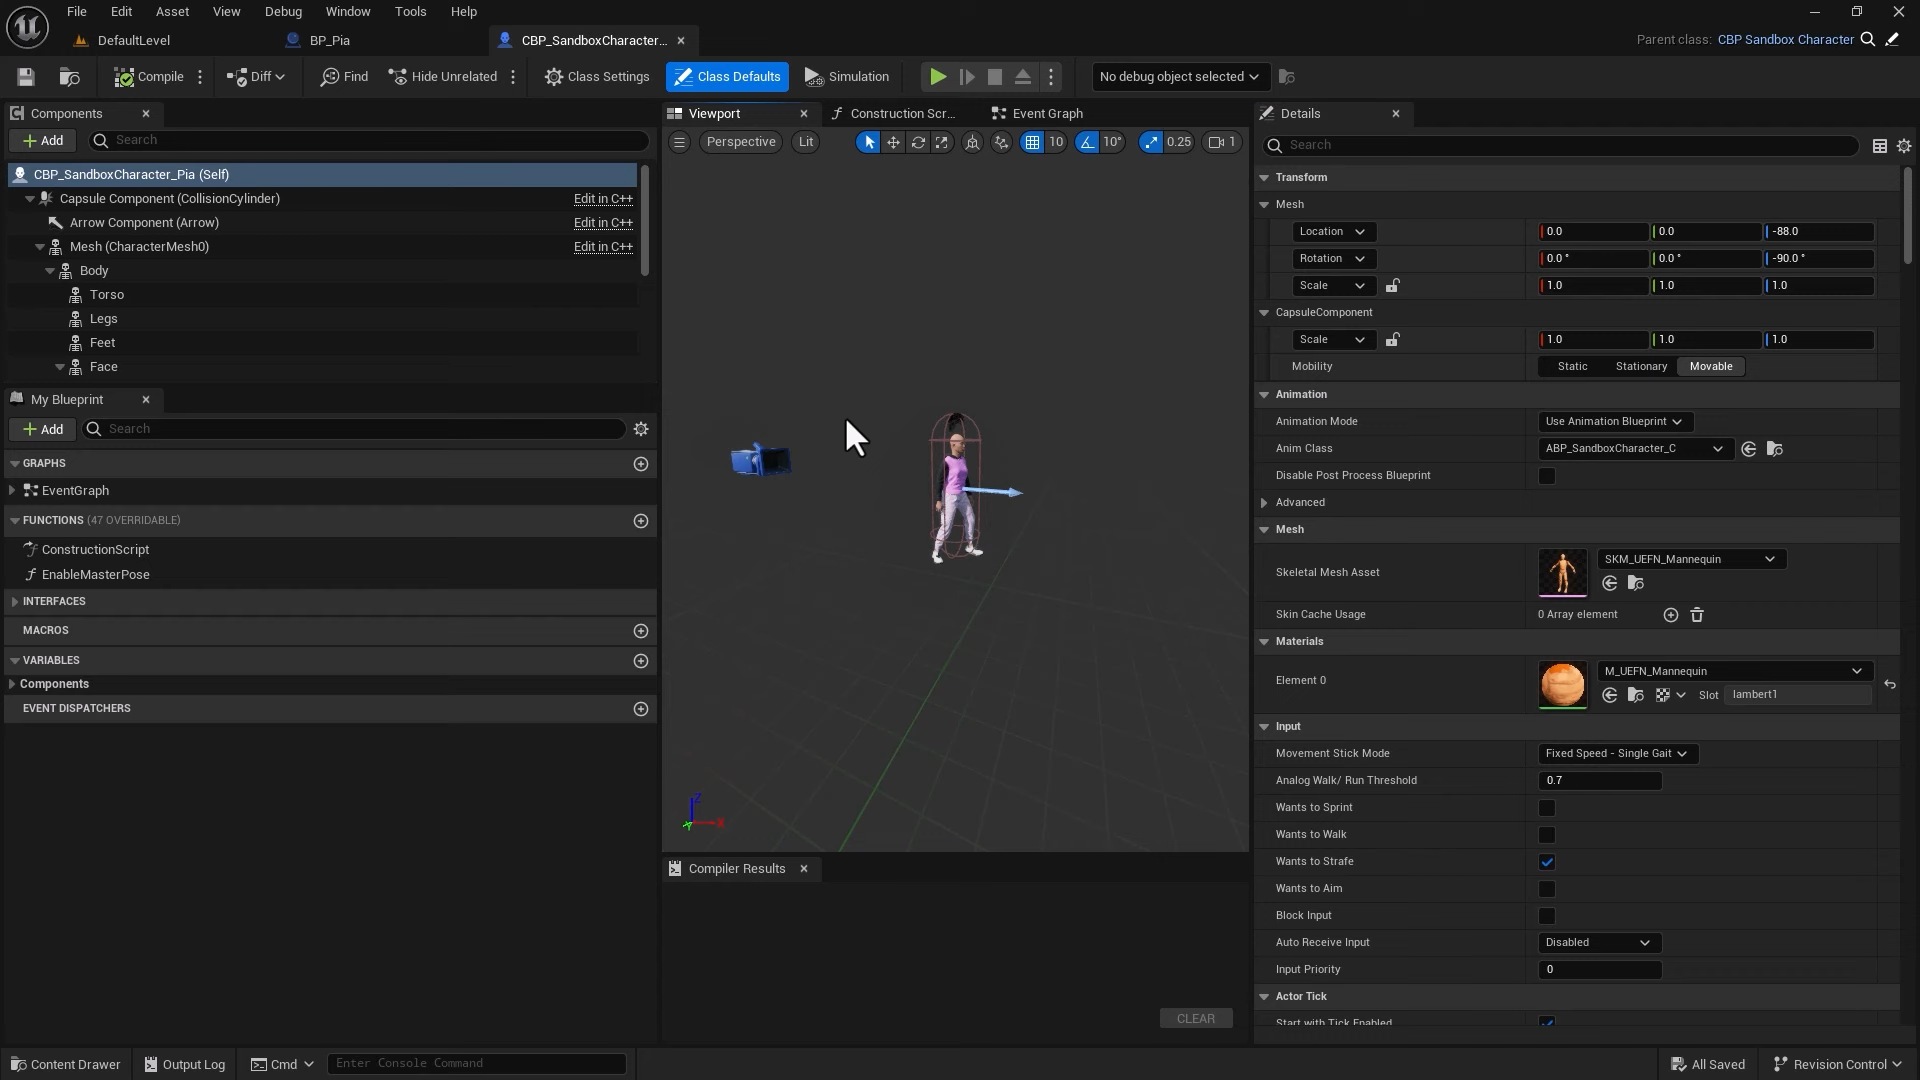 File Edit Asset View Debug Window Tools Help
DefaultLevel BP_Pia CBP_SandboxCharacter... Parent class: CBP Sandbox Character
Compile Diff Find Hide Unrelated Class Settings Class Defaults Simulation No debug object selected
Components
Add Search
CBP_SandboxCharacter_Pia (Self)
Capsule Component (CollisionCylinder) Edit in C++
Arrow Component (Arrow) Edit in C++
Mesh (CharacterMesh0) Edit in C++
Body
Torso
Legs
Feet
Face
My Blueprint
Add Search
GRAPHS
EventGraph
FUNCTIONS (47 OVERRIDABLE)
ConstructionScript
EnableMasterPose
INTERFACES
MACROS
VARIABLES
Components
EVENT DISPATCHERS
Viewport Construction Scr... Event Graph
Perspective Lit 10 10° 0.25 1
Z
X
Y
Compiler Results
CLEAR
Details
Search
Transform
Mesh
Location 0.0 0.0 -88.0
Rotation 0.0 ° 0.0 ° -90.0 °
Scale 1.0 1.0 1.0
CapsuleComponent
Scale 1.0 1.0 1.0
Mobility Static Stationary Movable
Animation
Animation Mode Use Animation Blueprint
Anim Class ABP_SandboxCharacter_C
Disable Post Process Blueprint
Advanced
Mesh
Skeletal Mesh Asset SKM_UEFN_Mannequin
Skin Cache Usage 0 Array element
Materials
Element 0 M_UEFN_Mannequin
Slot lambert1
Input
Movement Stick Mode Fixed Speed - Single Gait
Analog Walk/ Run Threshold 0.7
Wants to Sprint
Wants to Walk
Wants to Strafe
Wants to Aim
Block Input
Auto Receive Input Disabled
Input Priority 0
Actor Tick
Start with Tick Enabled
Content Drawer Output Log Cmd Enter Console Command All Saved Revision Control